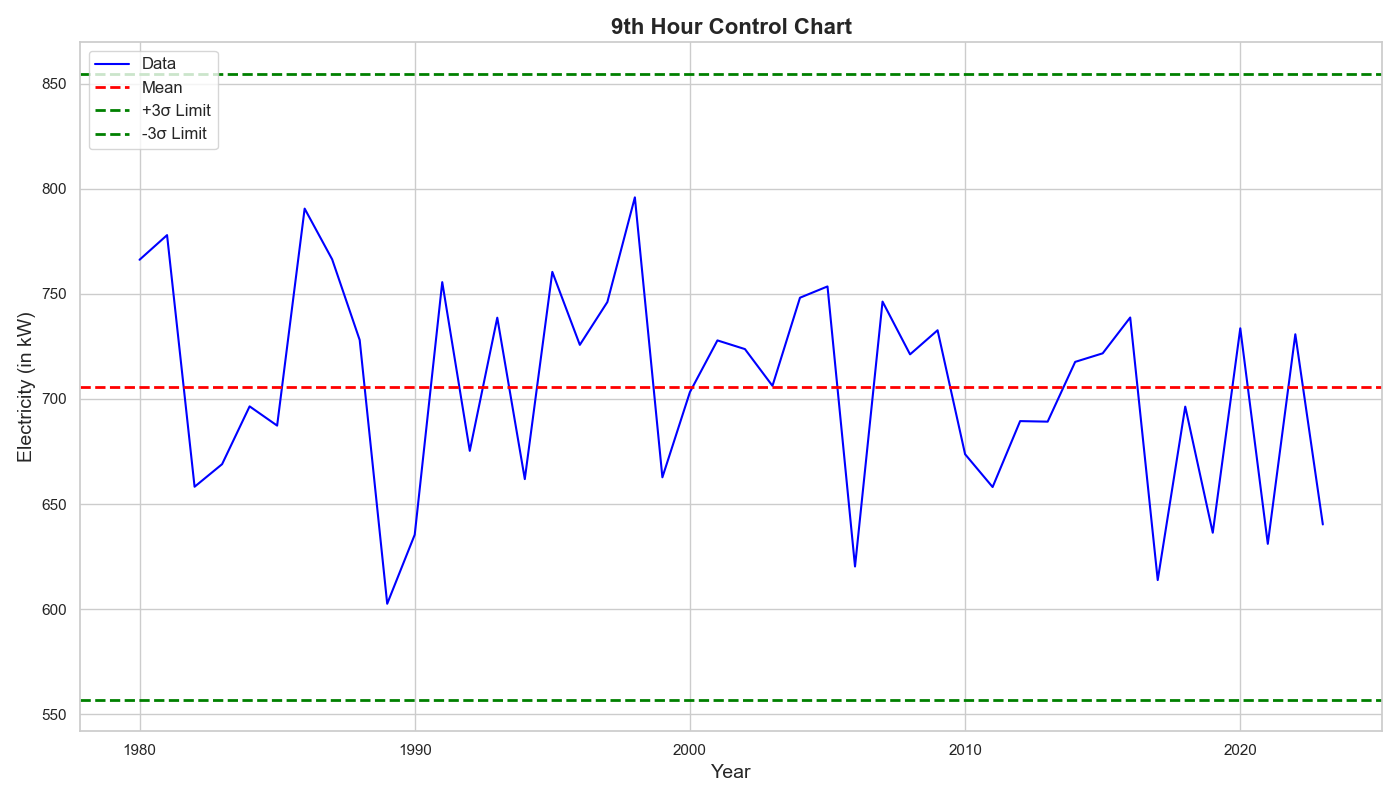 9th Hour Control Chart
Data
Mean
+3σ Limit
-3σ Limit
Electricity (in kW)
850
800
750
700
650
600
550
1980
1990
2000
2010
2020
Year